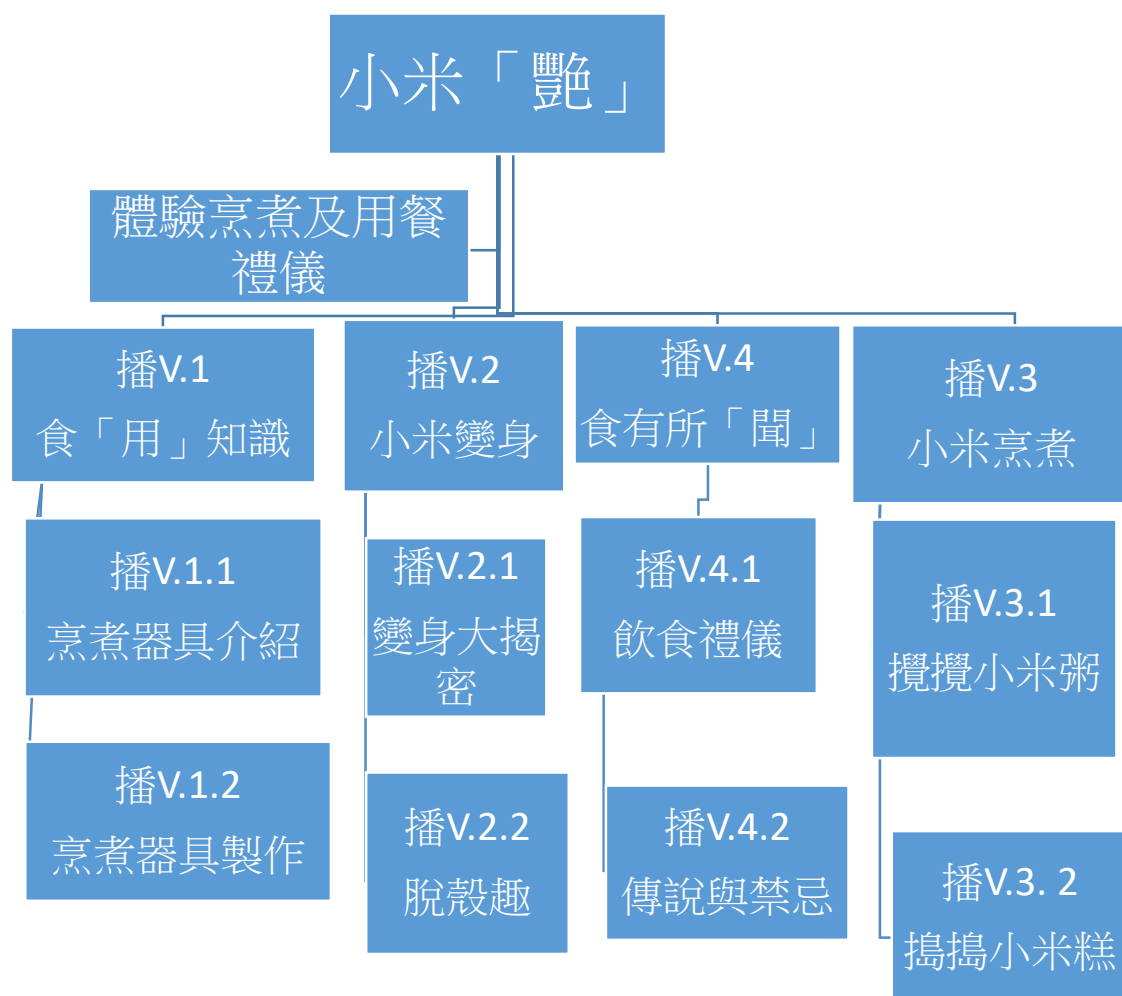 小米「艷」
體驗烹煮及用餐
禮儀
播V.1
食「用」知識
播V.1.1
烹煮器具介紹
播V.1.2
烹煮器具製作
播V.2
小米變身
播V.2.1
變身大揭
密
播V.2.2
脫殼趣
播V.4
食有所「聞」
播V.4.1
飲食禮儀
播V.4.2
傳說與禁忌
播V.3
小米烹煮
播V.3.1
攪攪小米粥
播V.3. 2
搗搗小米糕